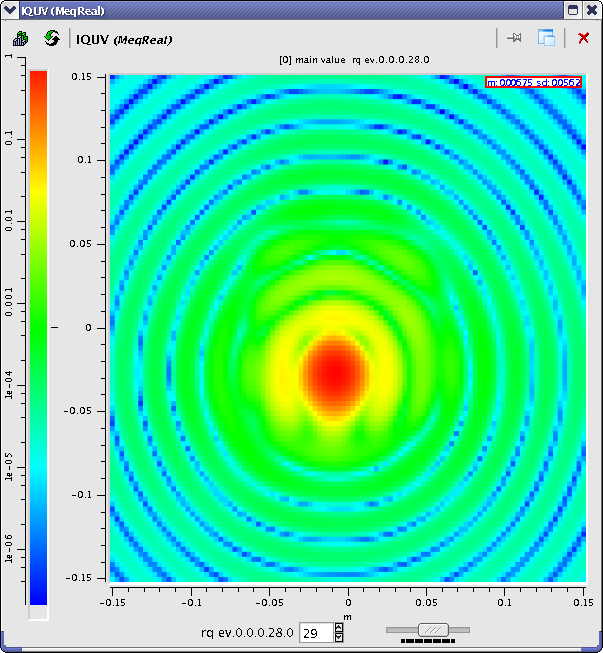 IQUV (MeqReal)
IQUV (MeqReal)
[0] main value rq ev.0.0.0.28.0
m:000575 sd:00562
1
0.1
0.01
0.001
1e-04
1e-05
1e-06
0.15
0.1
0.05
0
-0.05
-0.1
-0.15
-0.15
-0.1
-0.05
0
0.05
0.1
0.15
m
rq ev.0.0.0.28.0 29